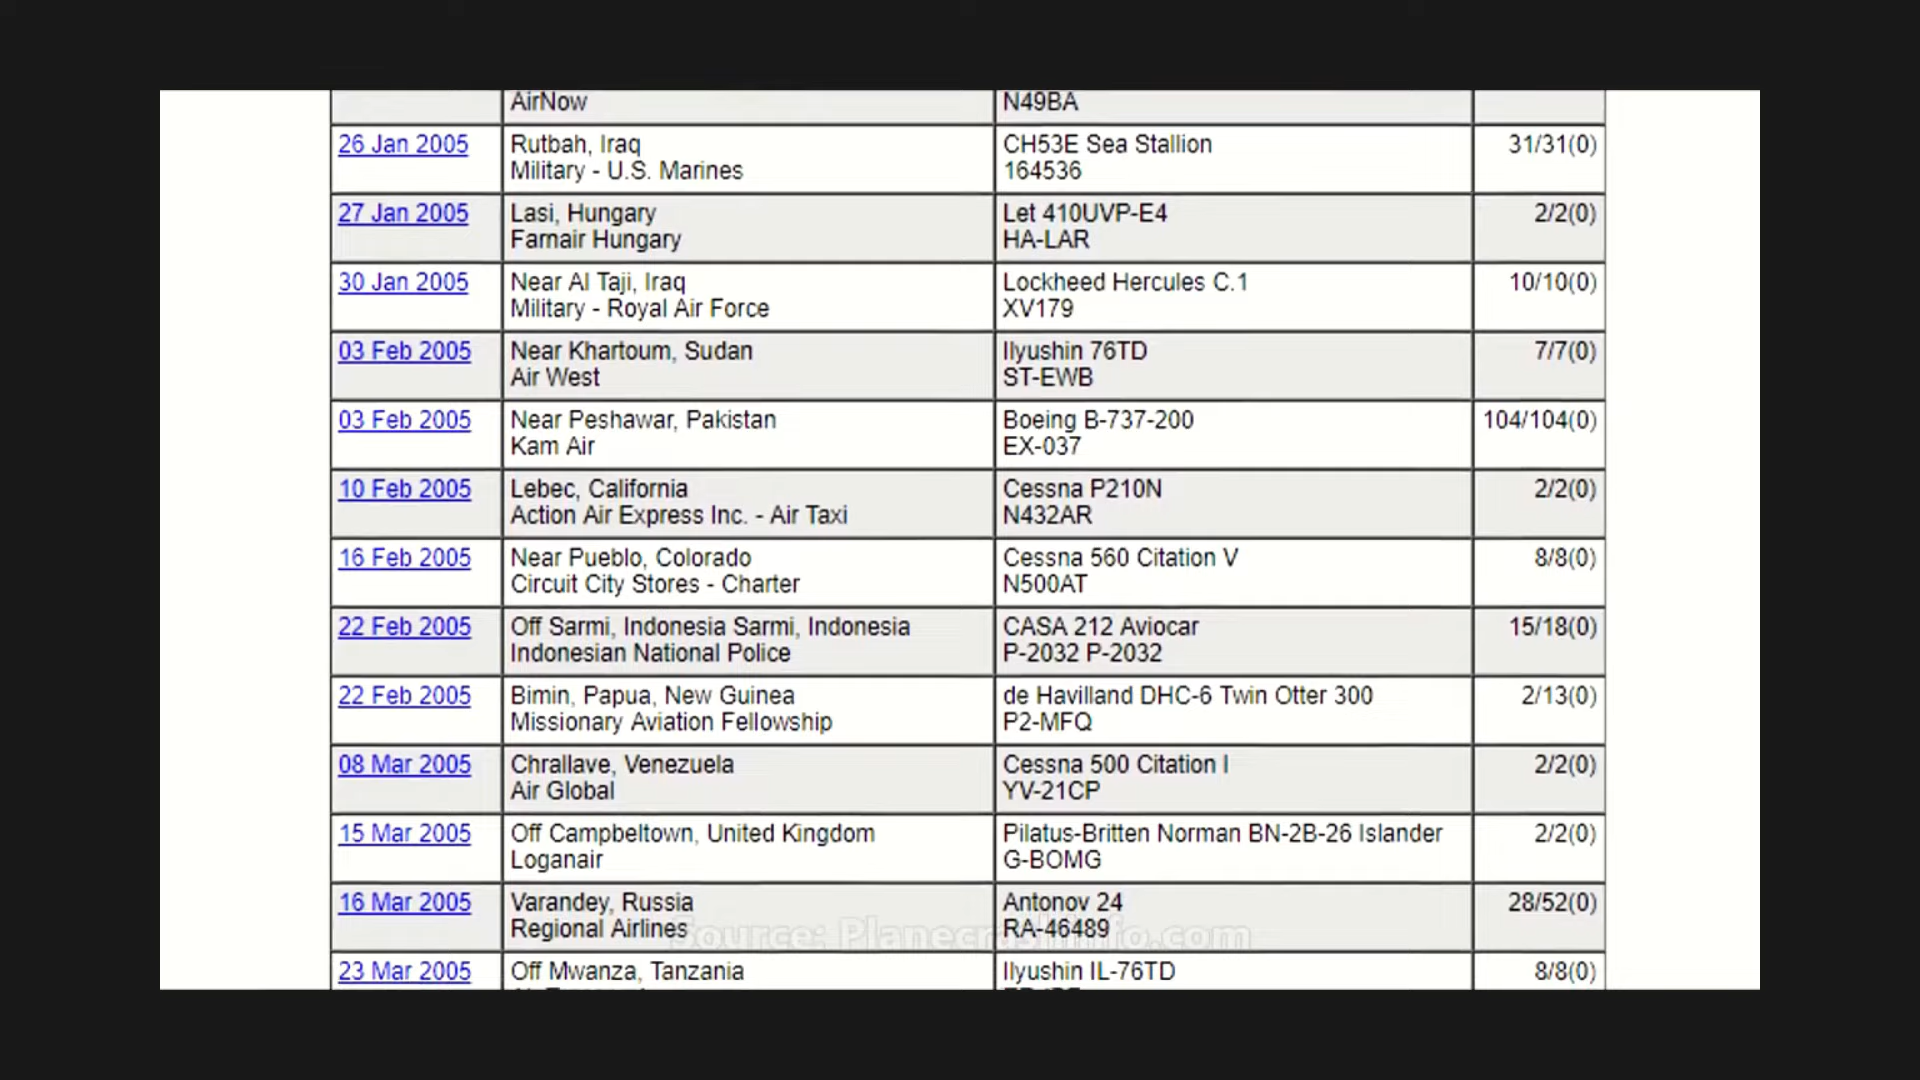 AirNow N49BA
26 Jan 2005 Rutbah, Iraq CH53E Sea Stallion 31/31(0)
Military - U.S. Marines 164536
27 Jan 2005 Lasi, Hungary Let 410UVP-E4 2/2(0)
Farnair Hungary HA-LAR
30 Jan 2005 Near Al Taji, Iraq Lockheed Hercules C.1 10/10(0)
Military - Royal Air Force XV179
03 Feb 2005 Near Khartoum, Sudan Ilyushin 76TD 7/7(0)
Air West ST-EWB
03 Feb 2005 Near Peshawar, Pakistan Boeing B-737-200 104/104(0)
Kam Air EX-037
10 Feb 2005 Lebec, California Cessna P210N 2/2(0)
Action Air Express Inc. - Air Taxi N432AR
16 Feb 2005 Near Pueblo, Colorado Cessna 560 Citation V 8/8(0)
Circuit City Stores - Charter N500AT
22 Feb 2005 Off Sarmi, Indonesia Sarmi, Indonesia CASA 212 Aviocar 15/18(0)
Indonesian National Police P-2032 P-2032
22 Feb 2005 Bimin, Papua, New Guinea de Havilland DHC-6 Twin Otter 300 2/13(0)
Missionary Aviation Fellowship P2-MFQ
08 Mar 2005 Chrallave, Venezuela Cessna 500 Citation I 2/2(0)
Air Global YV-21CP
15 Mar 2005 Off Campbeltown, United Kingdom Pilatus-Britten Norman BN-2B-26 Islander 2/2(0)
Loganair G-BOMG
16 Mar 2005 Varandey, Russia Antonov 24 28/52(0)
Regional Airlines RA-46489
Source: Planecrashinfo.com
23 Mar 2005 Off Mwanza, Tanzania Ilyushin IL-76TD 8/8(0)